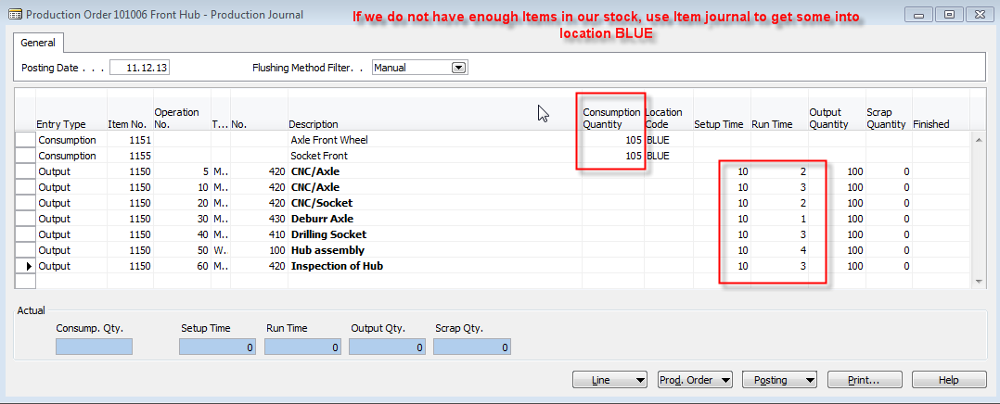 Production Order 101006 Front Hub - Production Journal
If we do not have enough Items in our stock, use Item journal to get some into
location BLUE
General
Posting Date . . . 11.12.13 Flushing Method Filter. . Manual
Entry Type Item No. Operation No. T... No. Description Consumption Quantity Location Code Setup Time Run Time Output Quantity Scrap Quantity Finished
Consumption 1151 Axle Front Wheel 105 BLUE
Consumption 1155 Socket Front 105 BLUE
Output 1150 5 M.. 420 CNC/Axle 10 2 100 0
Output 1150 10 M.. 420 CNC/Axle 10 3 100 0
Output 1150 20 M.. 420 CNC/Socket 10 2 100 0
Output 1150 30 M.. 430 Deburr Axle 10 1 100 0
Output 1150 40 M.. 410 Drilling Socket 10 3 100 0
Output 1150 50 W. 100 Hub assembly 10 4 100 0
Output 1150 60 M.. 420 Inspection of Hub 10 3 100 0
Actual
Consump. Qty. Setup Time Run Time Output Qty. Scrap Qty.
0 0 0 0
Line Prod. Order Posting Print... Help